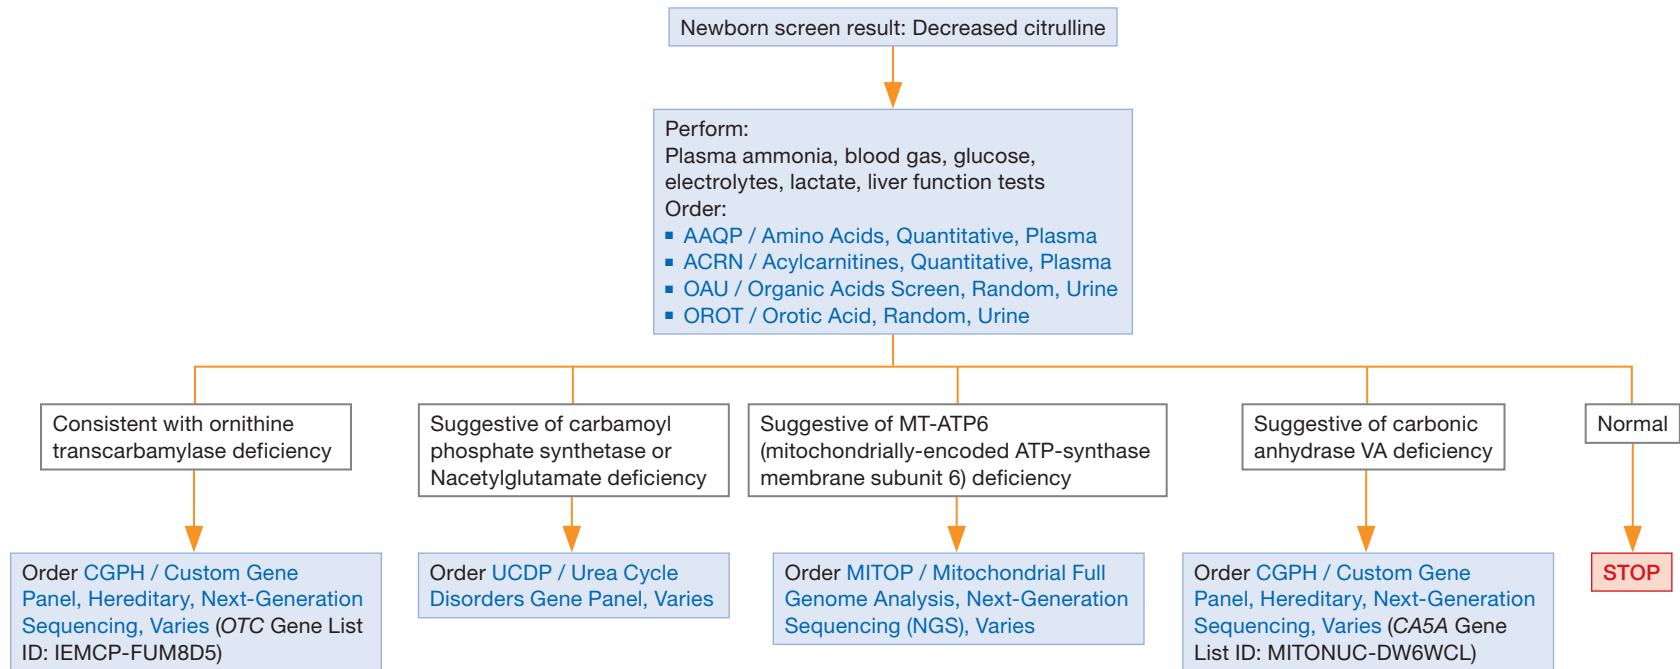 Newborn screen result: Decreased citrulline
Perform:
Plasma ammonia, blood gas, glucose,
electrolytes, lactate, liver function tests
Order:
▪ AAQP / Amino Acids, Quantitative, Plasma
▪ ACRN / Acylcarnitines, Quantitative, Plasma
▪ OAU / Organic Acids Screen, Random, Urine
▪ OROT / Orotic Acid, Random, Urine
Consistent with ornithine
transcarbamylase deficiency
Suggestive of carbamoyl
phosphate synthetase or
Nacetylglutamate deficiency
Suggestive of MT-ATP6
(mitochondrially-encoded ATP-synthase
membrane subunit 6) deficiency
Suggestive of carbonic
anhydrase VA deficiency
Normal
Order CGPH / Custom Gene
Panel, Hereditary, Next-Generation
Sequencing, Varies (OTC Gene List
ID: IEMCP-FUM8D5)
Order UCDP / Urea Cycle
Disorders Gene Panel, Varies
Order MITOP / Mitochondrial Full
Genome Analysis, Next-Generation
Sequencing (NGS), Varies
Order CGPH / Custom Gene
Panel, Hereditary, Next-Generation
Sequencing, Varies (CA5A Gene
List ID: MITONUC-DW6WCL)
STOP